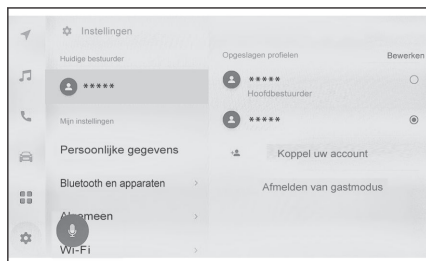 Instellingen
Huidige bestuurder
*****
Mijn instellingen
Persoonlijke gegevens
Bluetooth en apparaten
Algemeen
Wi-Fi
Opgeslagen profielen
Bewerken
*****
Hoofdbestuurder
*****
Koppel uw account
Afmelden van gastmodus